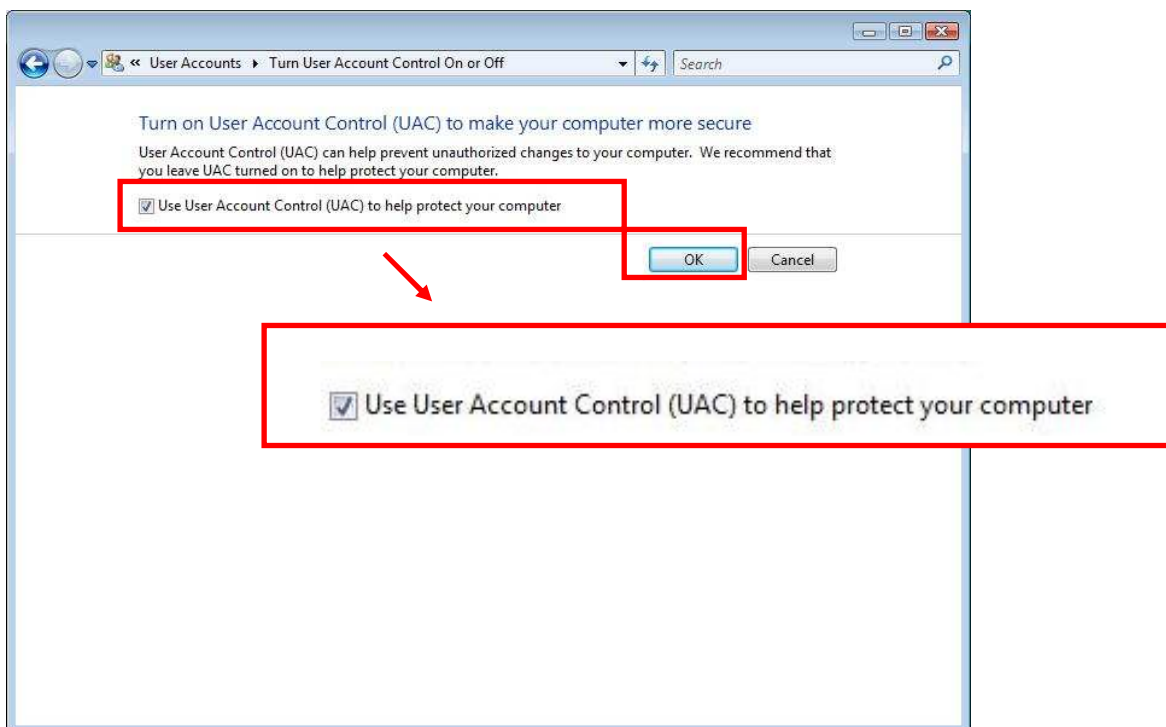 « User Accounts ▸ Turn User Account Control On or Off
Search
Turn on User Account Control (UAC) to make your computer more secure
User Account Control (UAC) can help prevent unauthorized changes to your computer. We recommend that
you leave UAC turned on to help protect your computer.
Use User Account Control (UAC) to help protect your computer
OK
Cancel
Use User Account Control (UAC) to help protect your computer